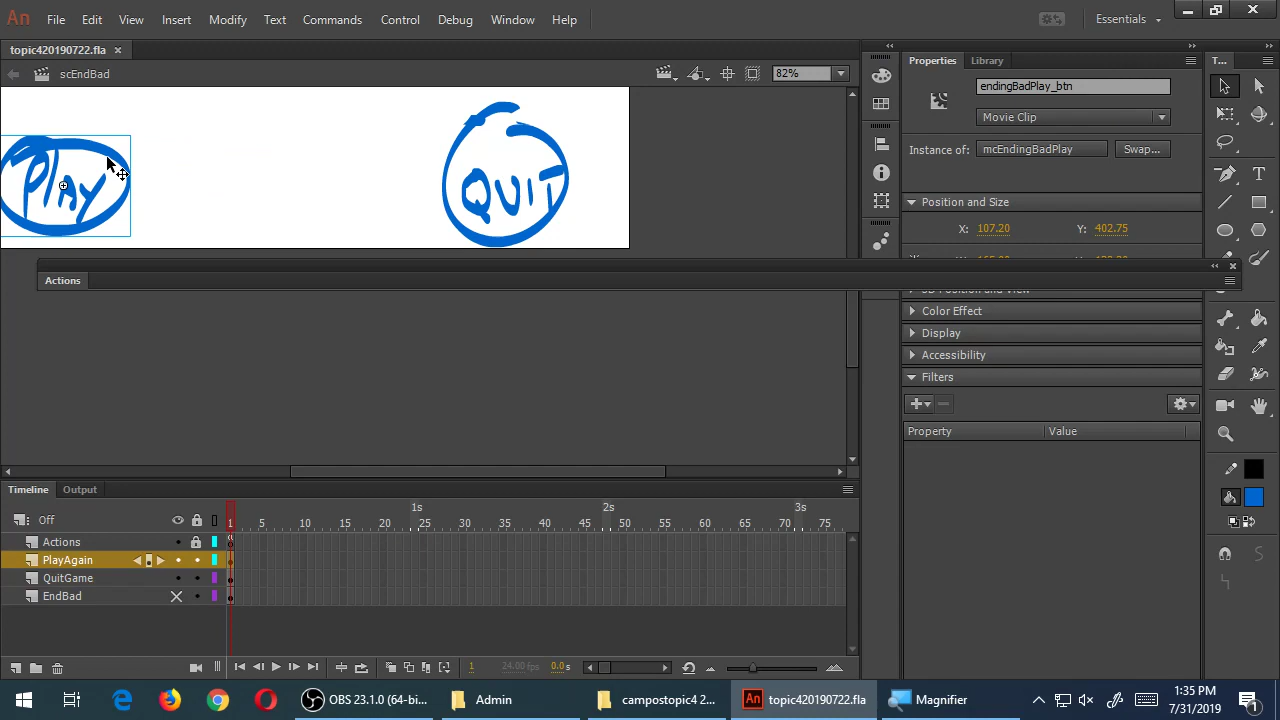 An File Edit View Insert Modify Text Commands Control Debug Window Help Essentials
topic420190722.fla ×
scEndBad 82%
Properties Library T...
endingBadPlay_btn
Movie Clip
Instance of: mcEndingBadPlay Swap...
Play QUIT
Position and Size
X: 107.20 Y: 402.75
Actions
Color Effect
Display
Accessibility
Filters
Property Value
Timeline Output
1s 2s 3s
Off 1 5 10 15 20 25 30 35 40 45 50 55 60 65 70 75
Actions
PlayAgain
QuitGame
EndBad
1 24.00 fps 0.0 s
OBS 23.1.0 (64-bi... Admin campostopic4 2... An topic420190722.fla Magnifier
1:35 PM
7/31/2019